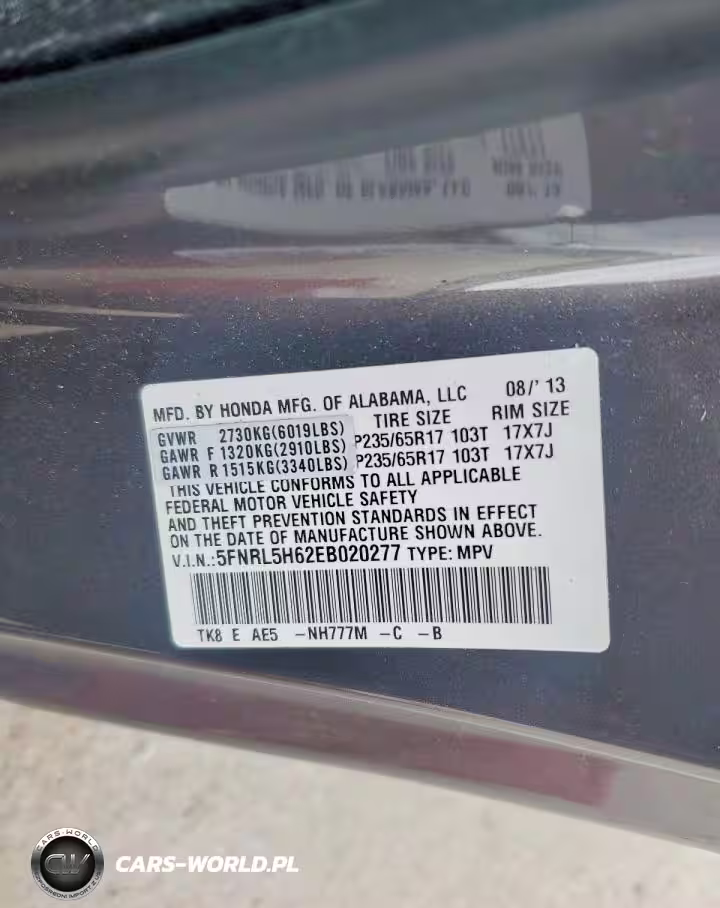 MFD. BY HONDA MFG. OF ALABAMA, LLC 08/'13
TIRE SIZE RIM SIZE
GVWR 2730KG(6019LBS)
GAWR F 1320KG(2910LBS) P235/65R17 103T 17X7J
GAWR R 1515KG(3340LBS) P235/65R17 103T 17X7J
THIS VEHICLE CONFORMS TO ALL APPLICABLE
FEDERAL MOTOR VEHICLE SAFETY
AND THEFT PREVENTION STANDARDS IN EFFECT
ON THE DATE OF MANUFACTURE SHOWN ABOVE.
V.I.N.:5FNRL5H62EB020277 TYPE: MPV
TK8 E AE5 -NH777M -C -B
CARS-WORLD
CW
CARS-WORLD.PL